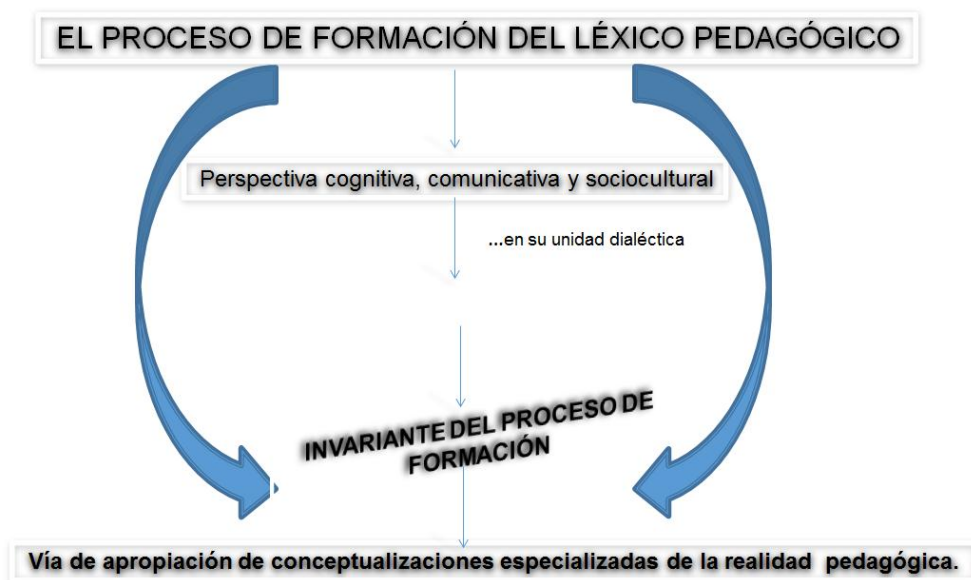 EL PROCESO DE FORMACIÓN DEL LÉXICO PEDAGÓGICO
Perspectiva cognitiva, comunicativa y sociocultural
...en su unidad dialéctica
INVARIANTE DEL PROCESO DE
FORMACIÓN
Vía de apropiación de conceptualizaciones especializadas de la realidad pedagógica.